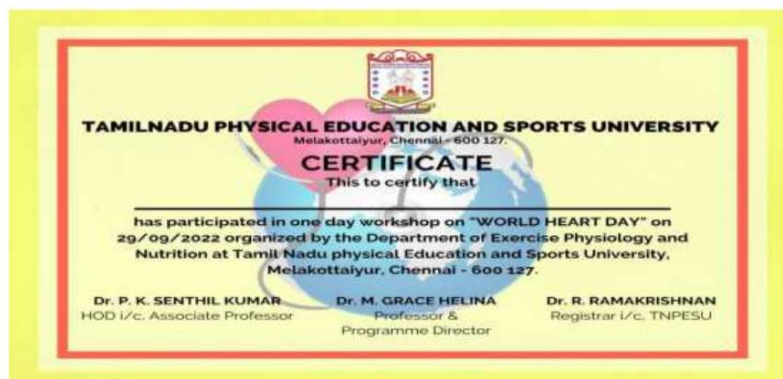 TAMILNADU PHYSICAL EDUCATION AND SPORTS UNIVERSITY
Melakottaiyur, Chennai - 600 127.
CERTIFICATE
This to certify that
has participated in one day workshop on "WORLD HEART DAY" on
29/09/2022 organized by the Department of Exercise Physiology and
Nutrition at Tamil Nadu physical Education and Sports University,
Melakottaiyur, Chennai - 600 127.
Dr. P. K. SENTHIL KUMAR
HOD i/c, Associate Professor
Dr. M. GRACE HELINA
Professor &
Programme Director
Dr. R. RAMAKRISHNAN
Registrar i/c, TNPESU